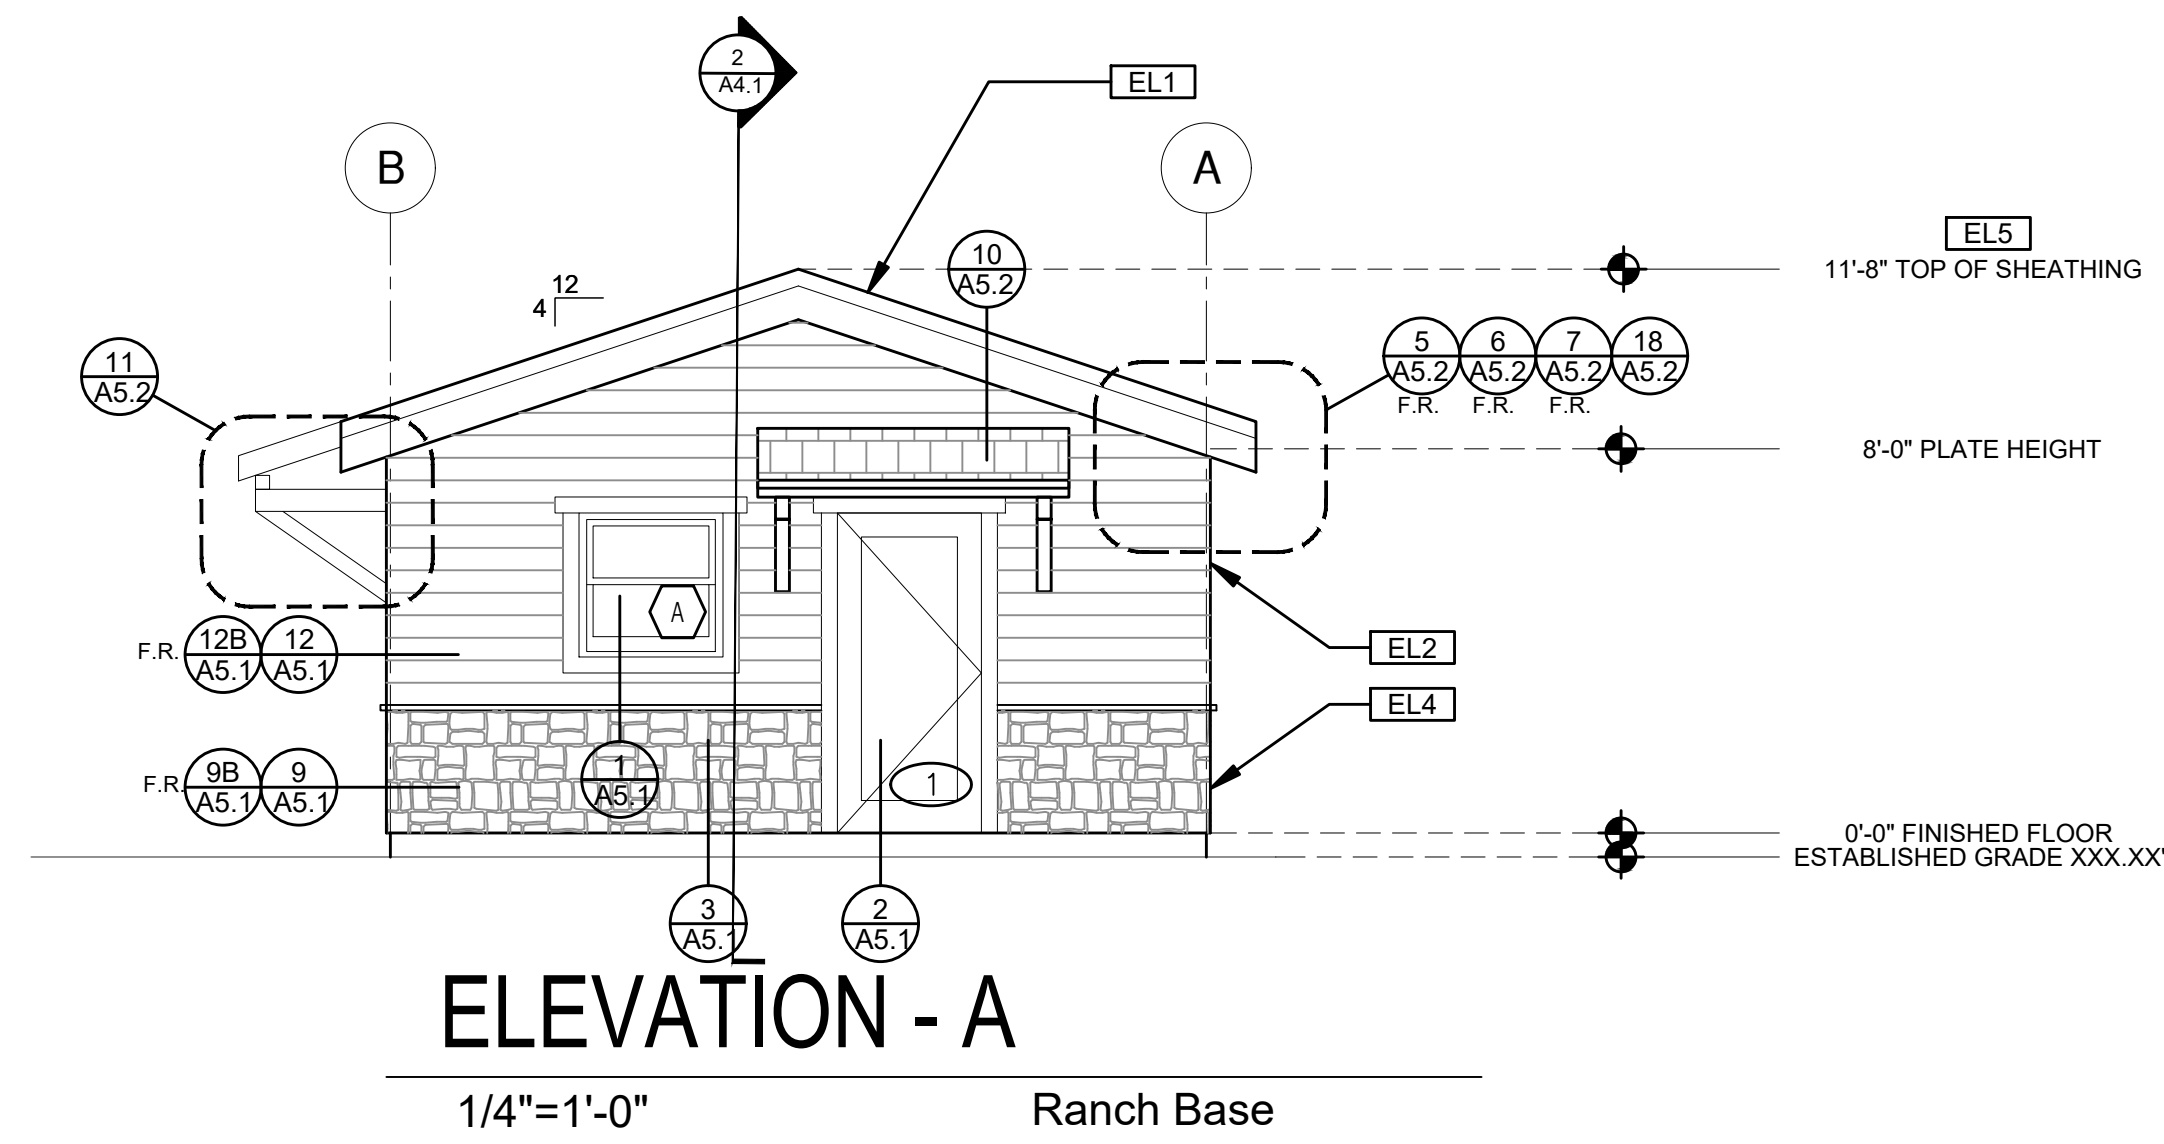 2
A4.1
EL1
B
A
EL5
11'-8" TOP OF SHEATHING
10
A5.2
12
4
11
A5.2
5
A5.2
F.R.
6
A5.2
F.R.
7
A5.2
F.R.
18
A5.2
8'-0" PLATE HEIGHT
A
F.R.
12B
A5.1
12
A5.1
EL2
EL4
F.R.
9B
A5.1
9
A5.1
1
A5.1
1
0'-0" FINISHED FLOOR
ESTABLISHED GRADE XXX.XX'
3
A5.1
2
A5.1
ELEVATION - A
1/4"=1'-0"
Ranch Base